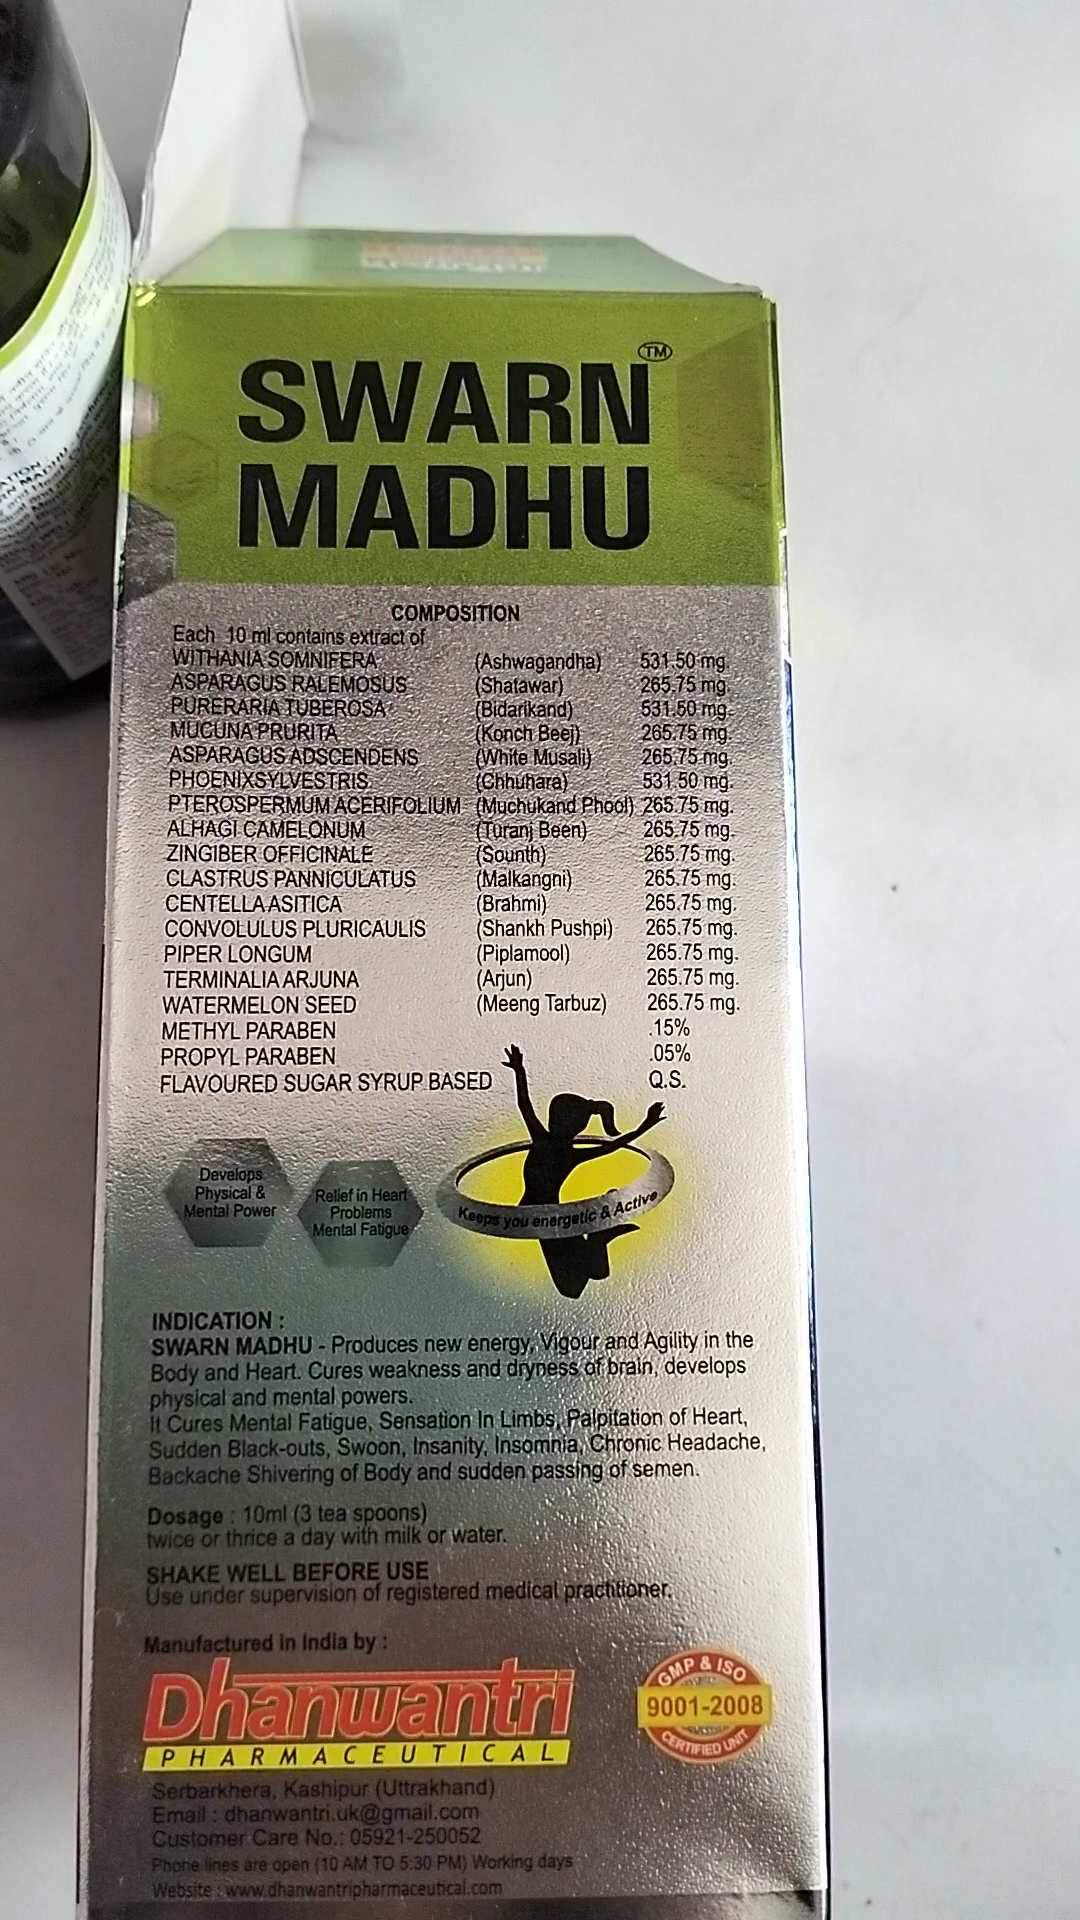 SWARN
TM
MADHU
COMPOSITION
Each 10 ml contains extract of
WITHANIA SOMNIFERA (Ashwagandha) 531.50 mg.
ASPARAGUS RALEMOSUS (Shatawar) 265.75 mg.
PURERARIA TUBEROSA (Bidarikand) 531.50 mg.
MUCUNA PRURITA (Konch Beej) 265.75 mg.
ASPARAGUS ADSCENDENS (White Musali) 265.75 mg.
PHOENIXSYLVESTRIS (Chhuhara) 531.50 mg.
PTEROSPERMUM ACERIFOLIUM (Muchukand Phool) 265.75 mg.
ALHAGI CAMELONUM (Turanj Been) 265.75 mg.
ZINGIBER OFFICINALE (Sounth) 265.75 mg.
CLASTRUS PANNICULATUS (Malkangni) 265.75 mg.
CENTELLA ASITICA (Brahmi) 265.75 mg.
CONVOLULUS PLURICAULIS (Shankh Pushpi) 265.75 mg.
PIPER LONGUM (Piplamool) 265.75 mg.
TERMINALIA ARJUNA (Arjun) 265.75 mg.
WATERMELON SEED (Meeng Tarbuz) 265.75 mg.
METHYL PARABEN .15%
PROPYL PARABEN .05%
FLAVOURED SUGAR SYRUP BASED Q.S.
Develops
Physical &
Mental Power
Relief in Heart
Problems
Mental Fatigue
Keeps you energetic & Active
INDICATION :
SWARN MADHU - Produces new energy, Vigour and Agility in the
Body and Heart. Cures weakness and dryness of brain, develops
physical and mental powers.
It Cures Mental Fatigue, Sensation In Limbs, Palpitation of Heart,
Sudden Black-outs, Swoon, Insanity, Insomnia, Chronic Headache,
Backache Shivering of Body and sudden passing of semen.
Dosage : 10ml (3 tea spoons)
twice or thrice a day with milk or water.
SHAKE WELL BEFORE USE
Use under supervision of registered medical practitioner.
Manufactured in India by :
Dhanwantri
PHARMACEUTICAL
GMP & ISO
9001-2008
CERTIFIED UNIT
Serbarkhera, Kashipur (Uttrakhand)
Email : dhanwantri.uk@gmail.com
Customer Care No.: 05921-250052
Phone lines are open (10 AM TO 5:30 PM) Working days
Website : www.dhanwantripharmaceutical.com